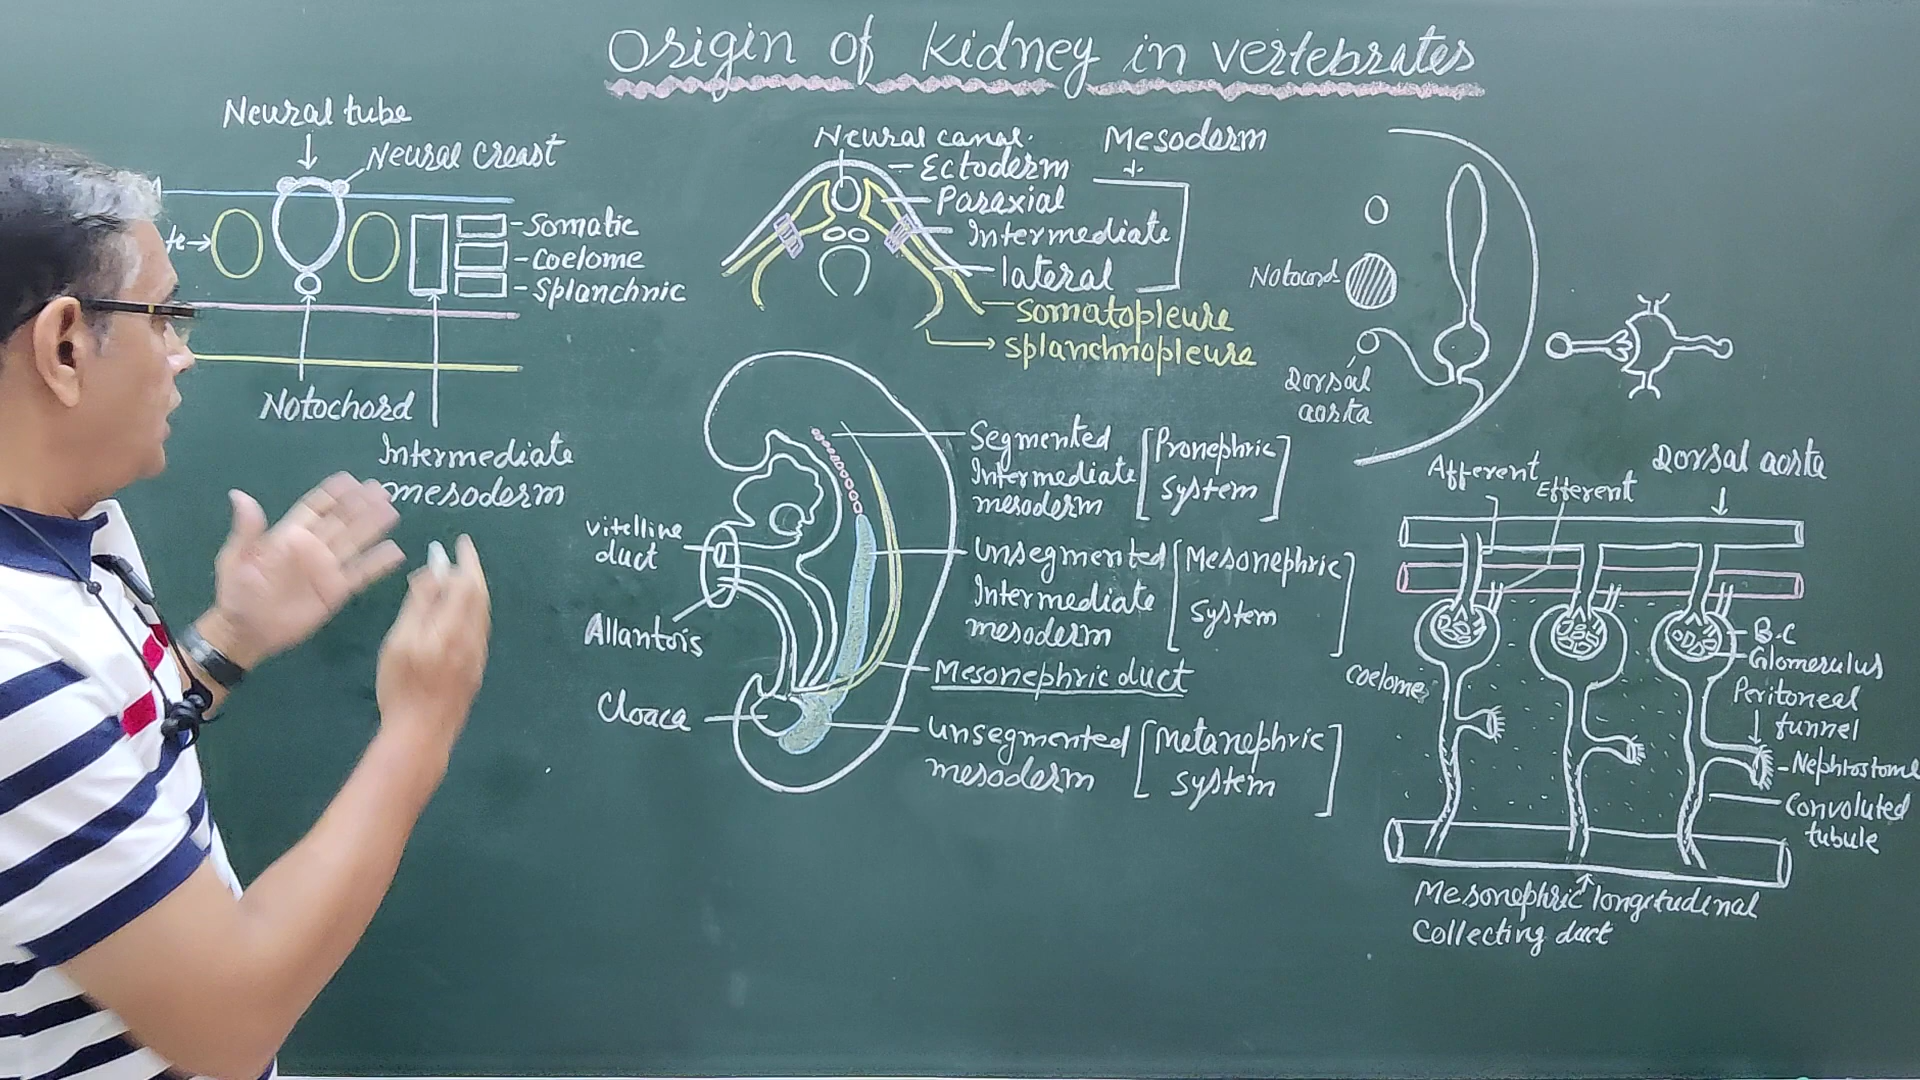 Origin of kidney in vertebrates
Neural tube
Neural Creast
Somatic
Coelome
Splanchnic
Notochord
Intermediate
mesoderm
Neural canal
Ectoderm
Paraxial
Intermediate
lateral
Mesoderm
Somatopleure
Splanchnopleure
Segmented
Intermediate
mesoderm
[Pronephric
system]
Vitelline
duct
Allantois
Cloaca
Unsegmented
Intermediate
mesoderm
[Mesonephric
system]
Mesonephric duct
Unsegmented
mesoderm
[Metanephric
system]
Notocord
Dorsal
aorta
Afferent
Efferent
Dorsal aorta
B.C
Glomerulus
Coelome
Peritoneal
funnel
Nephrostome
Convoluted
tubule
Mesonephric longitudinal
Collecting duct